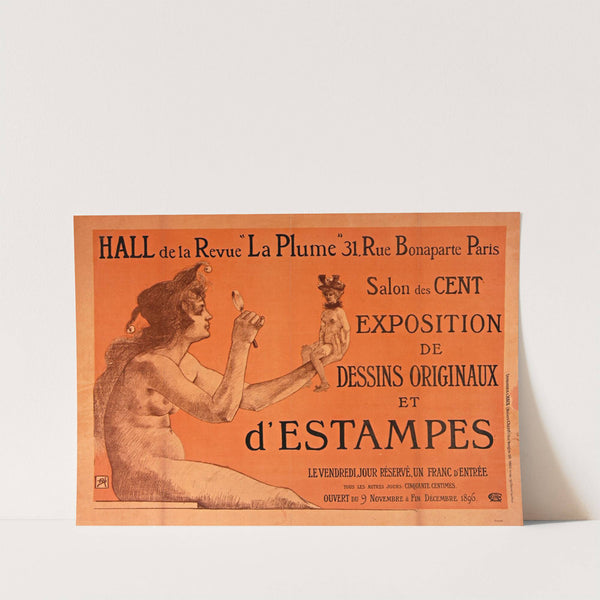 HALL de la Revue "La Plume" 31, Rue Bonaparte Paris
Salon des CENT
EXPOSITION
DE
DESSINS ORIGINAUX
ET
d'ESTAMPES
LE VENDREDI, JOUR RÉSERVÉ, UN FRANC D'ENTRÉE
TOUS LES AUTRES JOURS CINQUANTE CENTIMES.
OUVERT DU 9 NOVEMBRE À FIN DÉCEMBRE 1896.